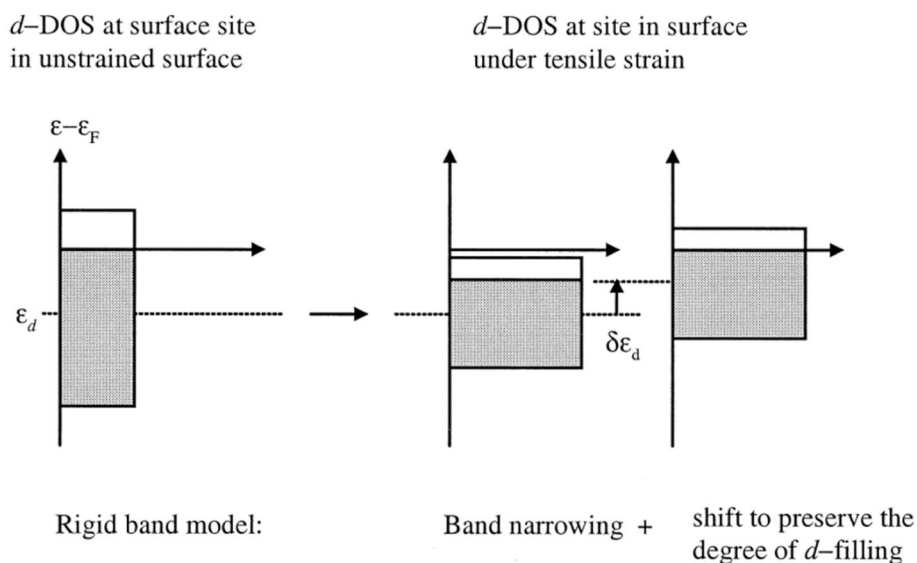 d–DOS at surface site
in unstrained surface
d–DOS at site in surface
under tensile strain
ε–ε_F
ε_d
δε_d
Rigid band model:
Band narrowing +
shift to preserve the
degree of d–filling